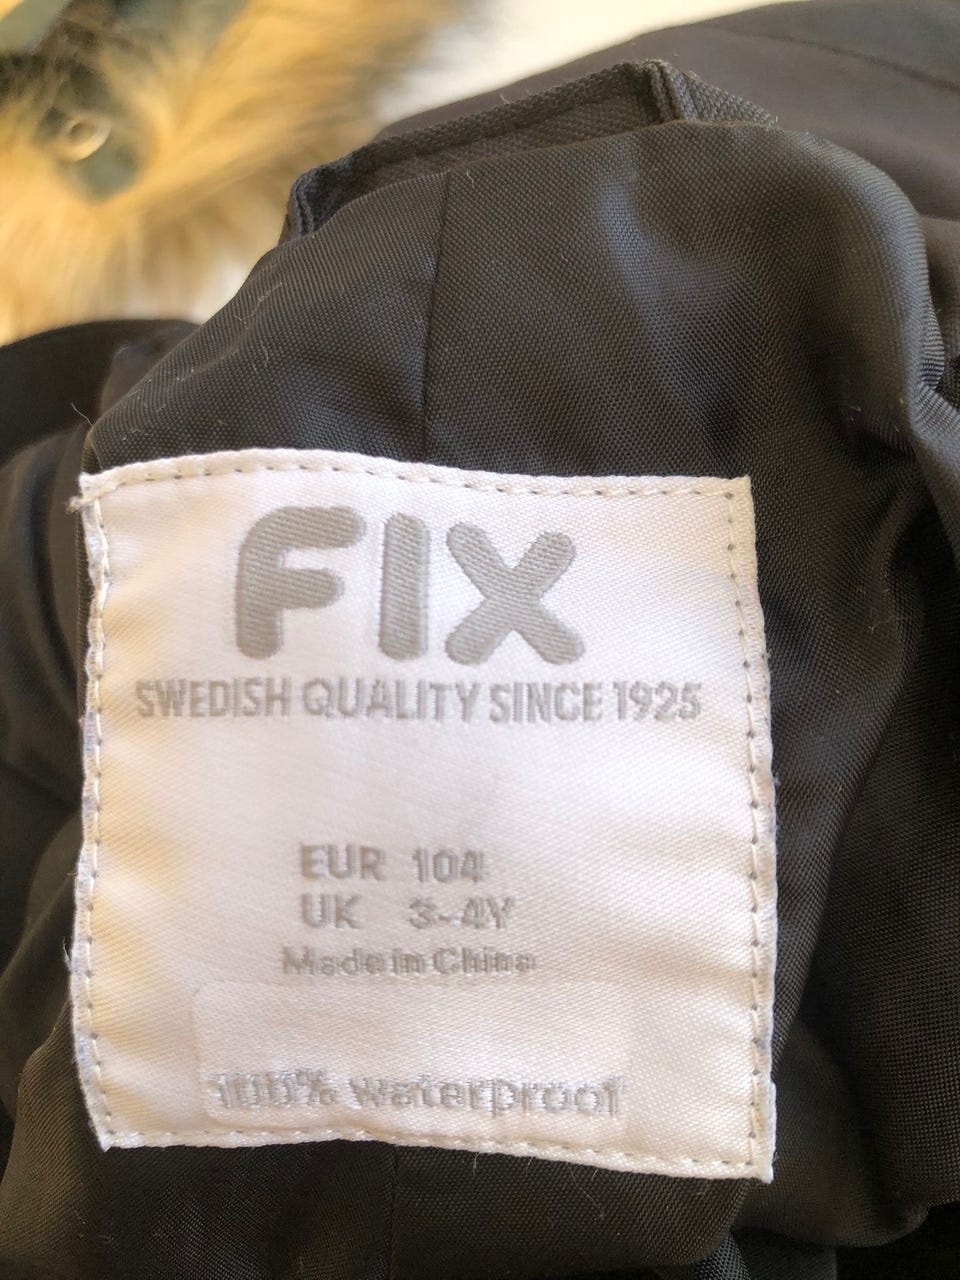 FIX
SWEDISH QUALITY SINCE 1925
EUR 104
UK 3-4Y
Made in China
100% waterproof